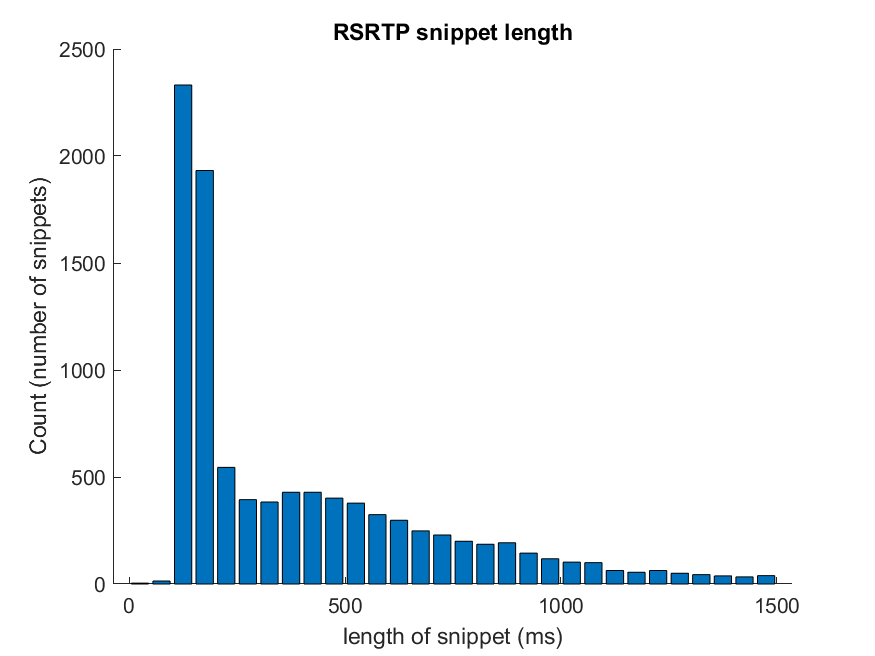 RSRTP snippet length
2500
2000
1500
1000
500
0
Count (number of snippets)
0 500 1000 1500
length of snippet (ms)